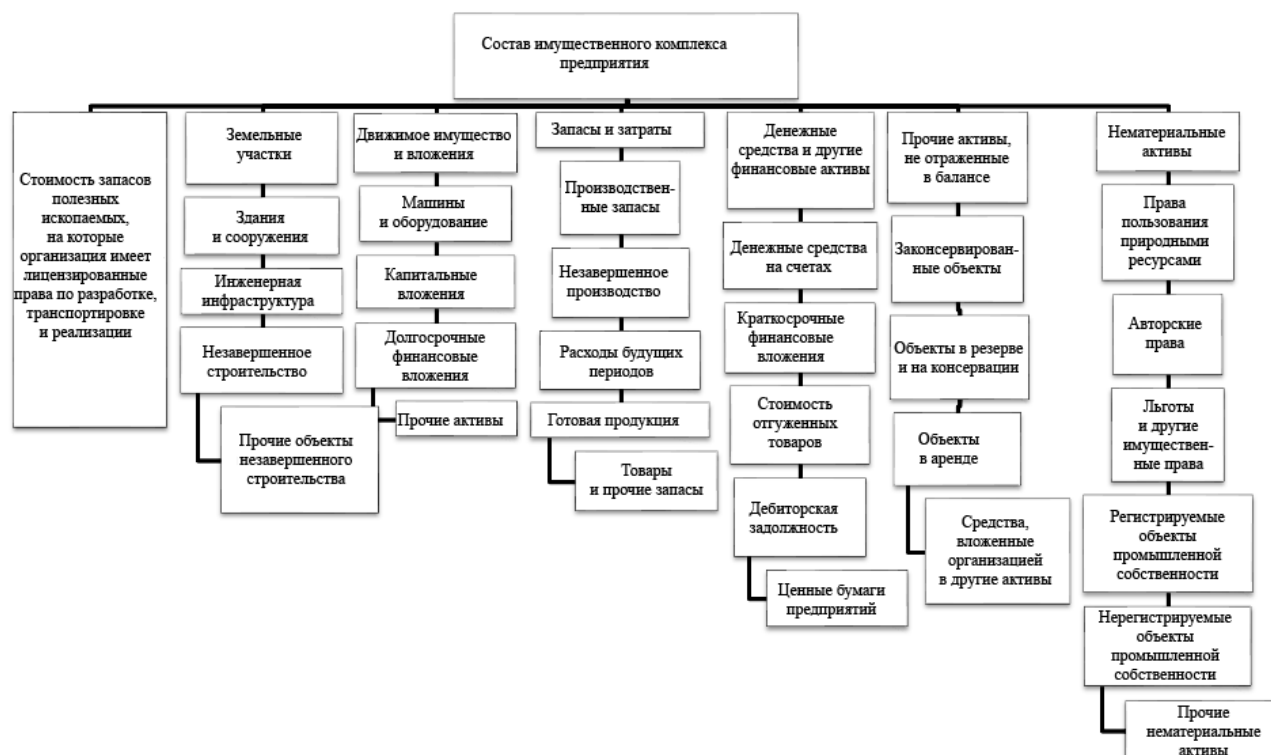 Состав имущественного комплекса
предприятия
Стоимость запасов
полезных
ископаемых,
на которые
организация имеет
лицензированные
права по разработке,
транспортировке
и реализации
Земельные
участки
Здания
и сооружения
Инженерная
инфраструктура
Незавершенное
строительство
Прочие объекты
незавершенного
строительства
Движимое имущество
и вложения
Машины
и оборудование
Капитальные
вложения
Долгосрочные
финансовые
вложения
Прочие активы
Запасы и затраты
Производствен-
ные запасы
Незавершенное
производство
Расходы будущих
периодов
Готовая продукция
Товары
и прочие запасы
Денежные
средства и другие
финансовые активы
Денежные средства
на счетах
Краткосрочные
финансовые
вложения
Стоимость
отгуженных
товаров
Дебиторская
задолжность
Ценные бумаги
предприятий
Прочие активы,
не отраженные
в балансе
Законсервирован-
ные объекты
Объекты в резерве
и на консервации
Объекты
в аренде
Средства,
вложенные
организацией
в другие активы
Нематериальные
активы
Права
пользования
природными
ресурсами
Авторские
права
Льготы
и другие
имуществен-
ные права
Регистрируемые
объекты
промышленной
собственности
Нерегистрируемые
объекты
промышленной
собственности
Прочие
нематериальные
активы